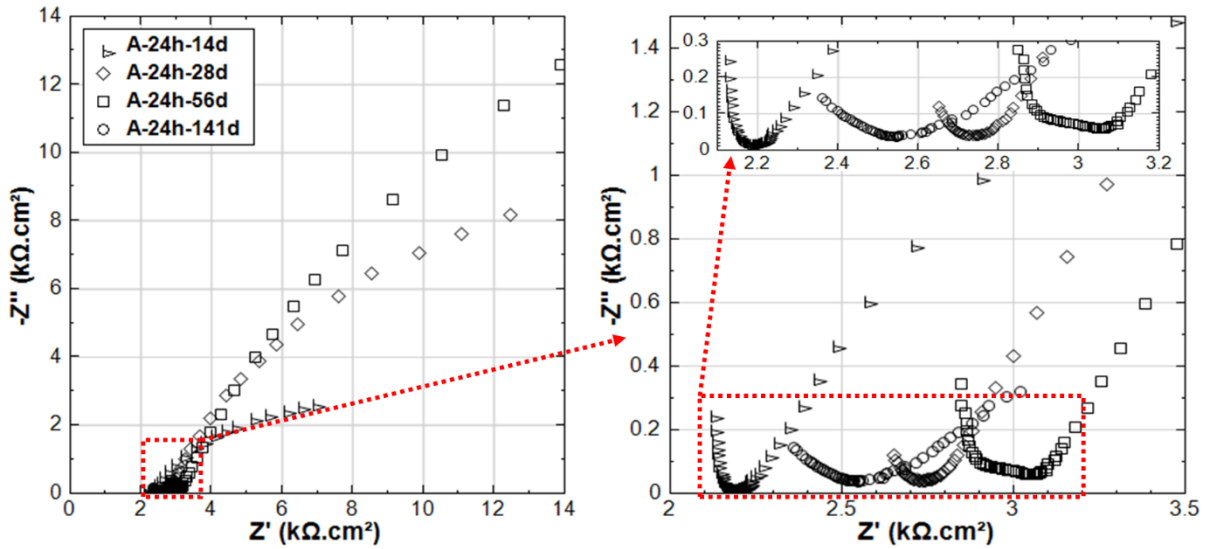 14
12
10
8
6
4
2
0
-Z'' (kΩ.cm²)
A-24h-14d
A-24h-28d
A-24h-56d
A-24h-141d
0 2 4 6 8 10 12 14
Z' (kΩ.cm²)
1.4
1.2
1
0.8
0.6
0.4
0.2
0
-Z'' (kΩ.cm²)
0.3
0.2
0.1
0
2.2 2.4 2.6 2.8 3 3.2
2 2.5 3 3.5
Z' (kΩ.cm²)